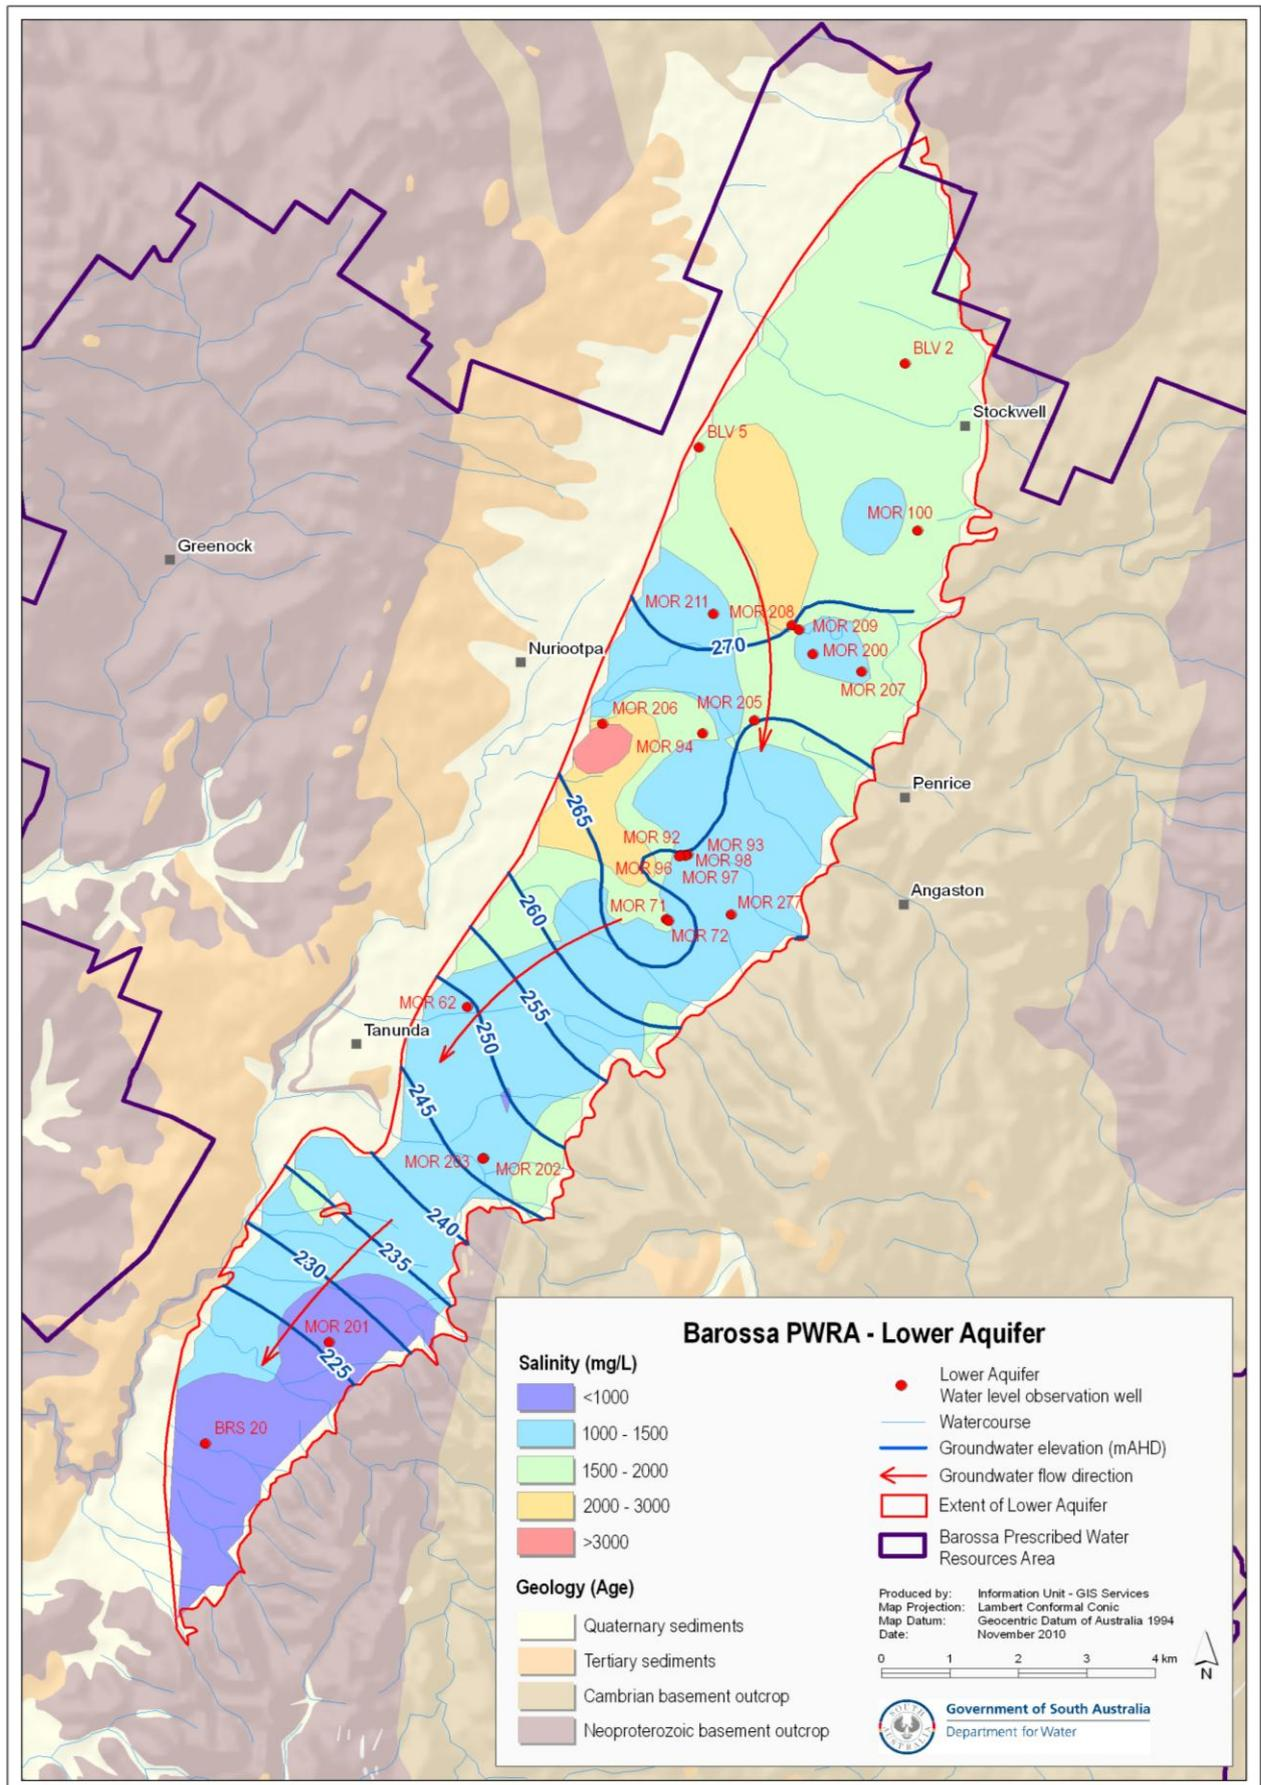 BLV 2
Stockwell
BLV 5
MOR 100
Greenock
MOR 211
MOR 208
MOR 209
270
MOR 200
Nuriootpa
MOR 207
MOR 206
MOR 205
MOR 94
Penrice
265
MOR 92
MOR 93
MOR 98
MOR 96
MOR 97
Angaston
260
MOR 71
MOR 277
MOR 72
255
MOR 62
Tanunda
250
245
MOR 203
MOR 202
240
235
230
MOR 201
225
BRS 20
Barossa PWRA - Lower Aquifer
Salinity (mg/L)
<1000
1000 - 1500
1500 - 2000
2000 - 3000
>3000
Geology (Age)
Quaternary sediments
Tertiary sediments
Cambrian basement outcrop
Neoproterozoic basement outcrop
Lower Aquifer
Water level observation well
Watercourse
Groundwater elevation (mAHD)
Groundwater flow direction
Extent of Lower Aquifer
Barossa Prescribed Water
Resources Area
Produced by: Information Unit - GIS Services
Map Projection: Lambert Conformal Conic
Map Datum: Geocentric Datum of Australia 1994
Date: November 2010
0 1 2 3 4 km
N
SOUTH AUSTRALIA
Government of South Australia
Department for Water